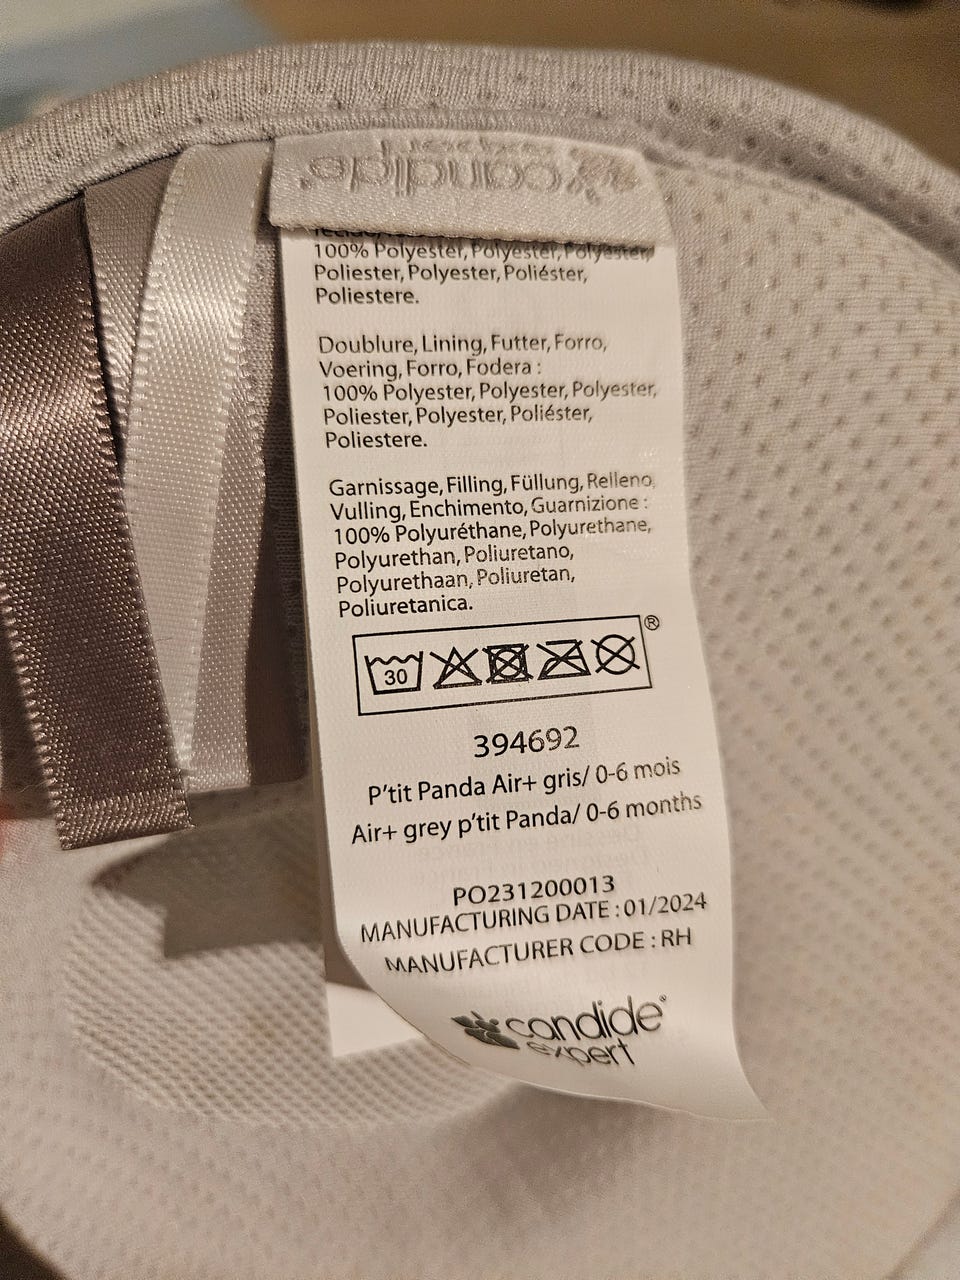 100% Polyester, Polyester, Polyester,
Poliester, Polyester, Poliéster,
Poliestere.
Doublure, Lining, Futter, Forro,
Voering, Forro, Fodera :
100% Polyester, Polyester, Polyester,
Poliester, Polyester, Poliéster,
Poliestere.
Garnissage, Filling, Füllung, Relleno,
Vulling, Enchimento, Guarnizione :
100% Polyuréthane, Polyurethane,
Polyurethan, Poliuretano,
Polyurethaan, Poliuretan,
Poliuretanica.
30
®
394692
P'tit Panda Air+ gris/ 0-6 mois
Air+ grey p'tit Panda/ 0-6 months
PO231200013
MANUFACTURING DATE : 01/2024
MANUFACTURER CODE : RH
candide®
expert